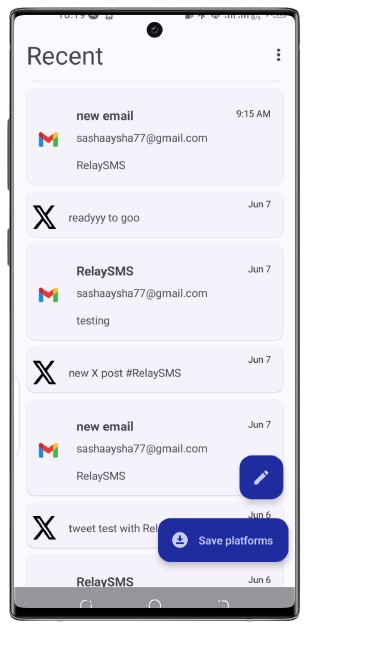 10:19
Recent
new email
9:15 AM
sashaaysha77@gmail.com
RelaySMS
Jun 7
readyyy to goo
RelaySMS
Jun 7
sashaaysha77@gmail.com
testing
Jun 7
new X post #RelaySMS
new email
Jun 7
sashaaysha77@gmail.com
RelaySMS
Jun 6
tweet test with
Save platforms
RelaySMS
Jun 6